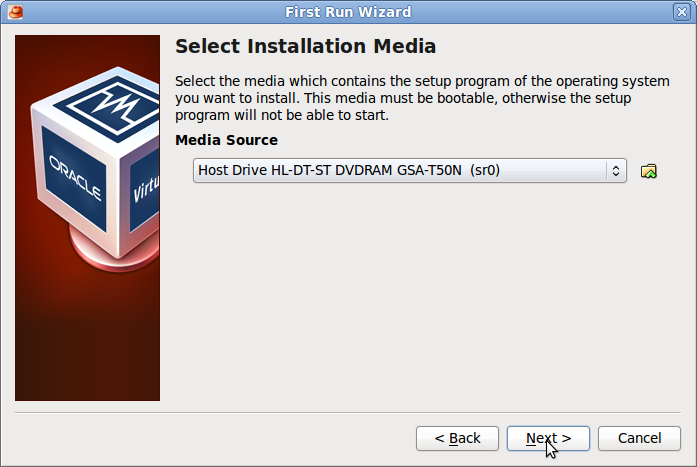 First Run Wizard
Select Installation Media
Select the media which contains the setup program of the operating system
you want to install. This media must be bootable, otherwise the setup
program will not be able to start.
Media Source
Host Drive HL-DT-ST DVDRAM GSA-T50N (sr0)
ORACLE
Virtu
< Back
Next >
Cancel